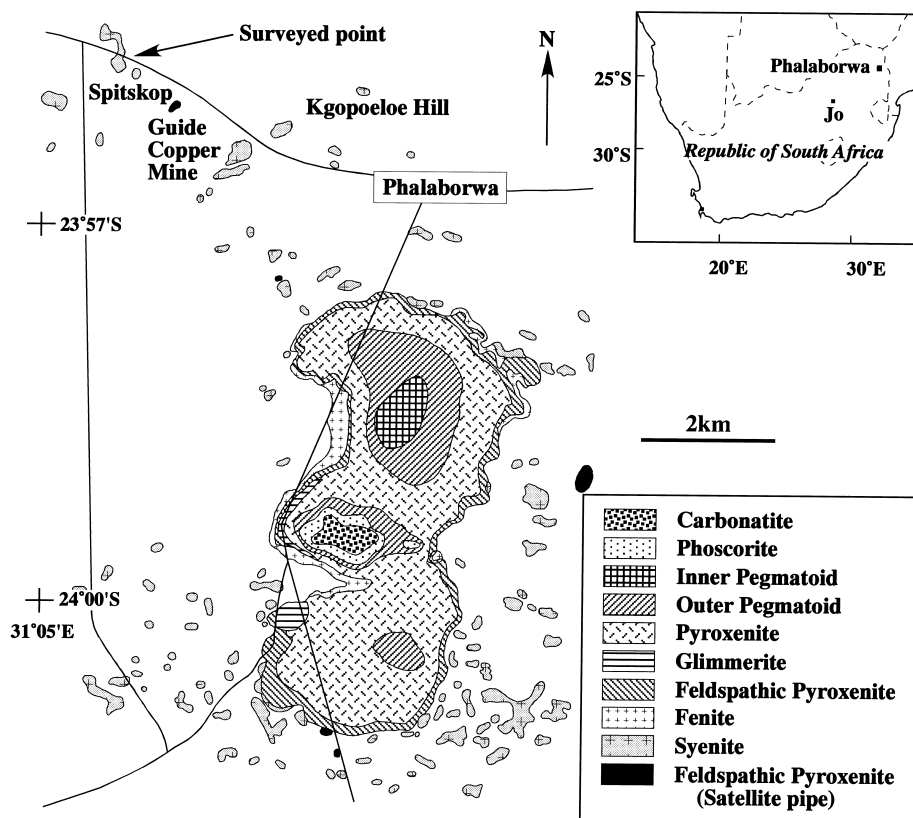 Surveyed point
Spitskop
Guide
Copper
Mine
Kgopoeloe Hill
N
Phalaborwa
23°57'S
24°00'S
31°05'E
25°S
30°S
Phalaborwa
Jo
Republic of South Africa
20°E
30°E
2km
Carbonatite
Phoscorite
Inner Pegmatoid
Outer Pegmatoid
Pyroxenite
Glimmerite
Feldspathic Pyroxenite
Fenite
Syenite
Feldspathic Pyroxenite
(Satellite pipe)